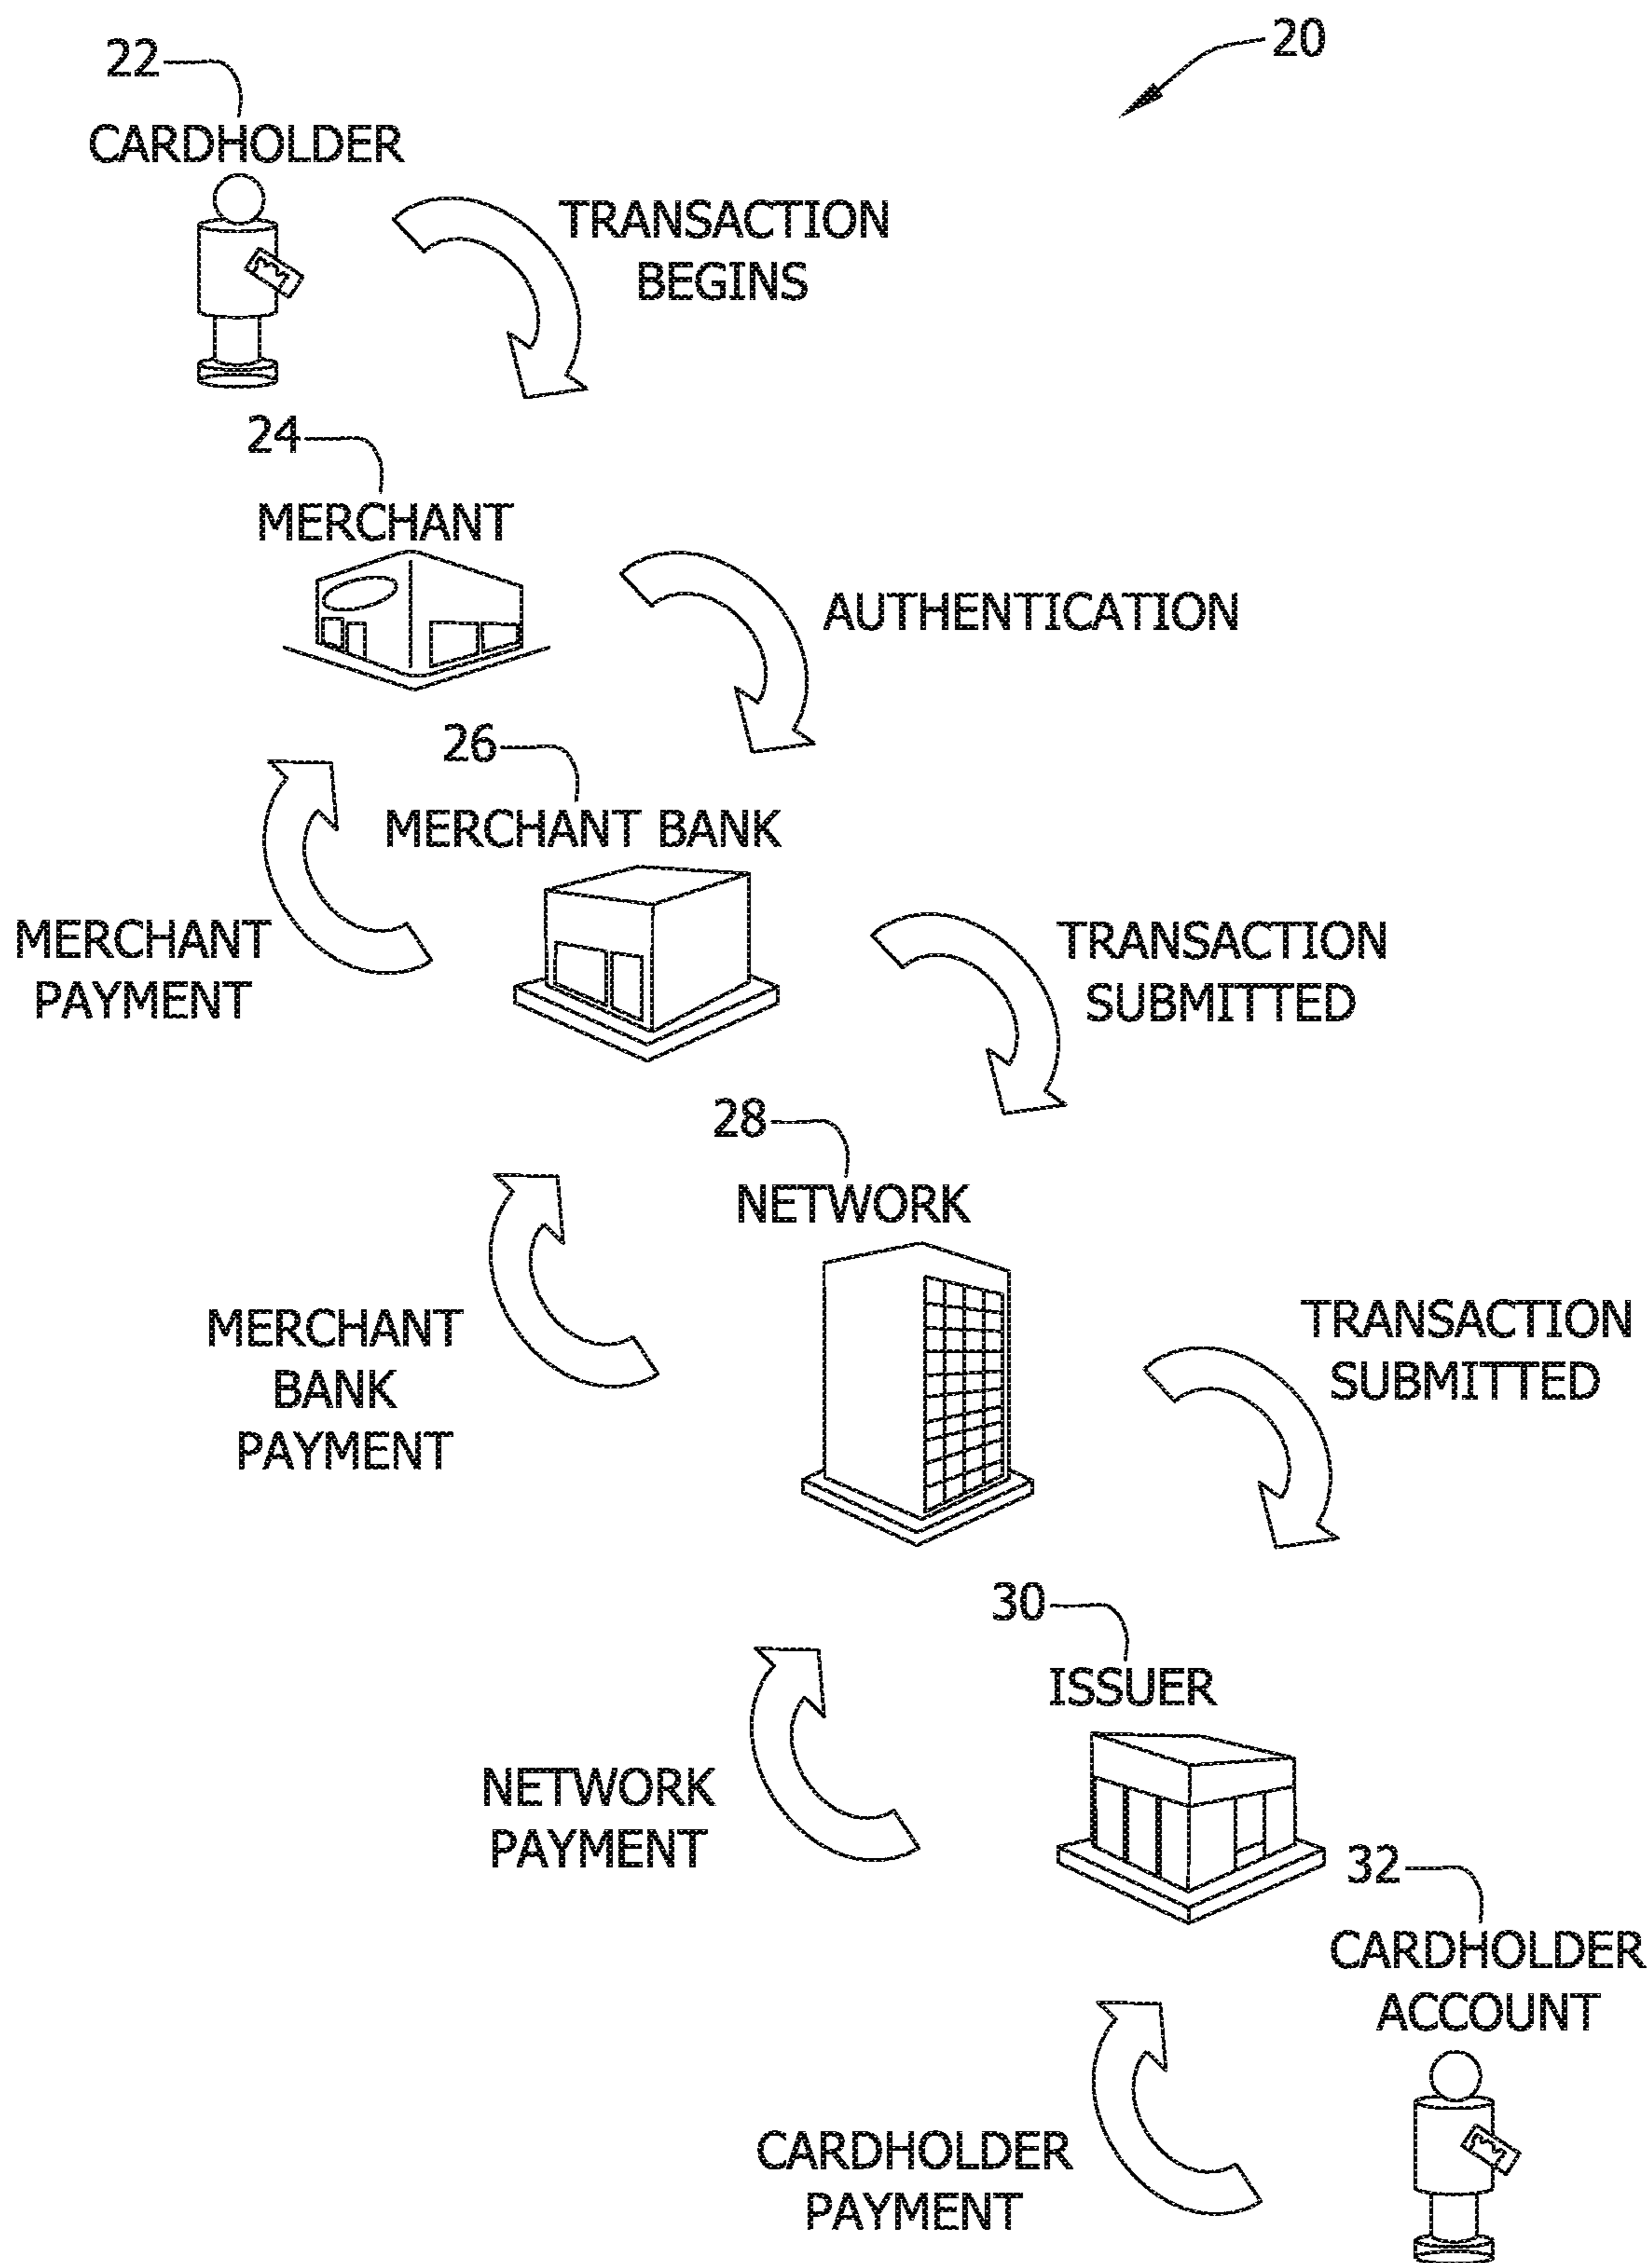 20
22
CARDHOLDER
TRANSACTION
BEGINS
24
MERCHANT
AUTHENTICATION
26
MERCHANT BANK
MERCHANT
PAYMENT
TRANSACTION
SUBMITTED
28
NETWORK
MERCHANT
BANK
PAYMENT
TRANSACTION
SUBMITTED
30
ISSUER
NETWORK
PAYMENT
32
CARDHOLDER
ACCOUNT
CARDHOLDER
PAYMENT